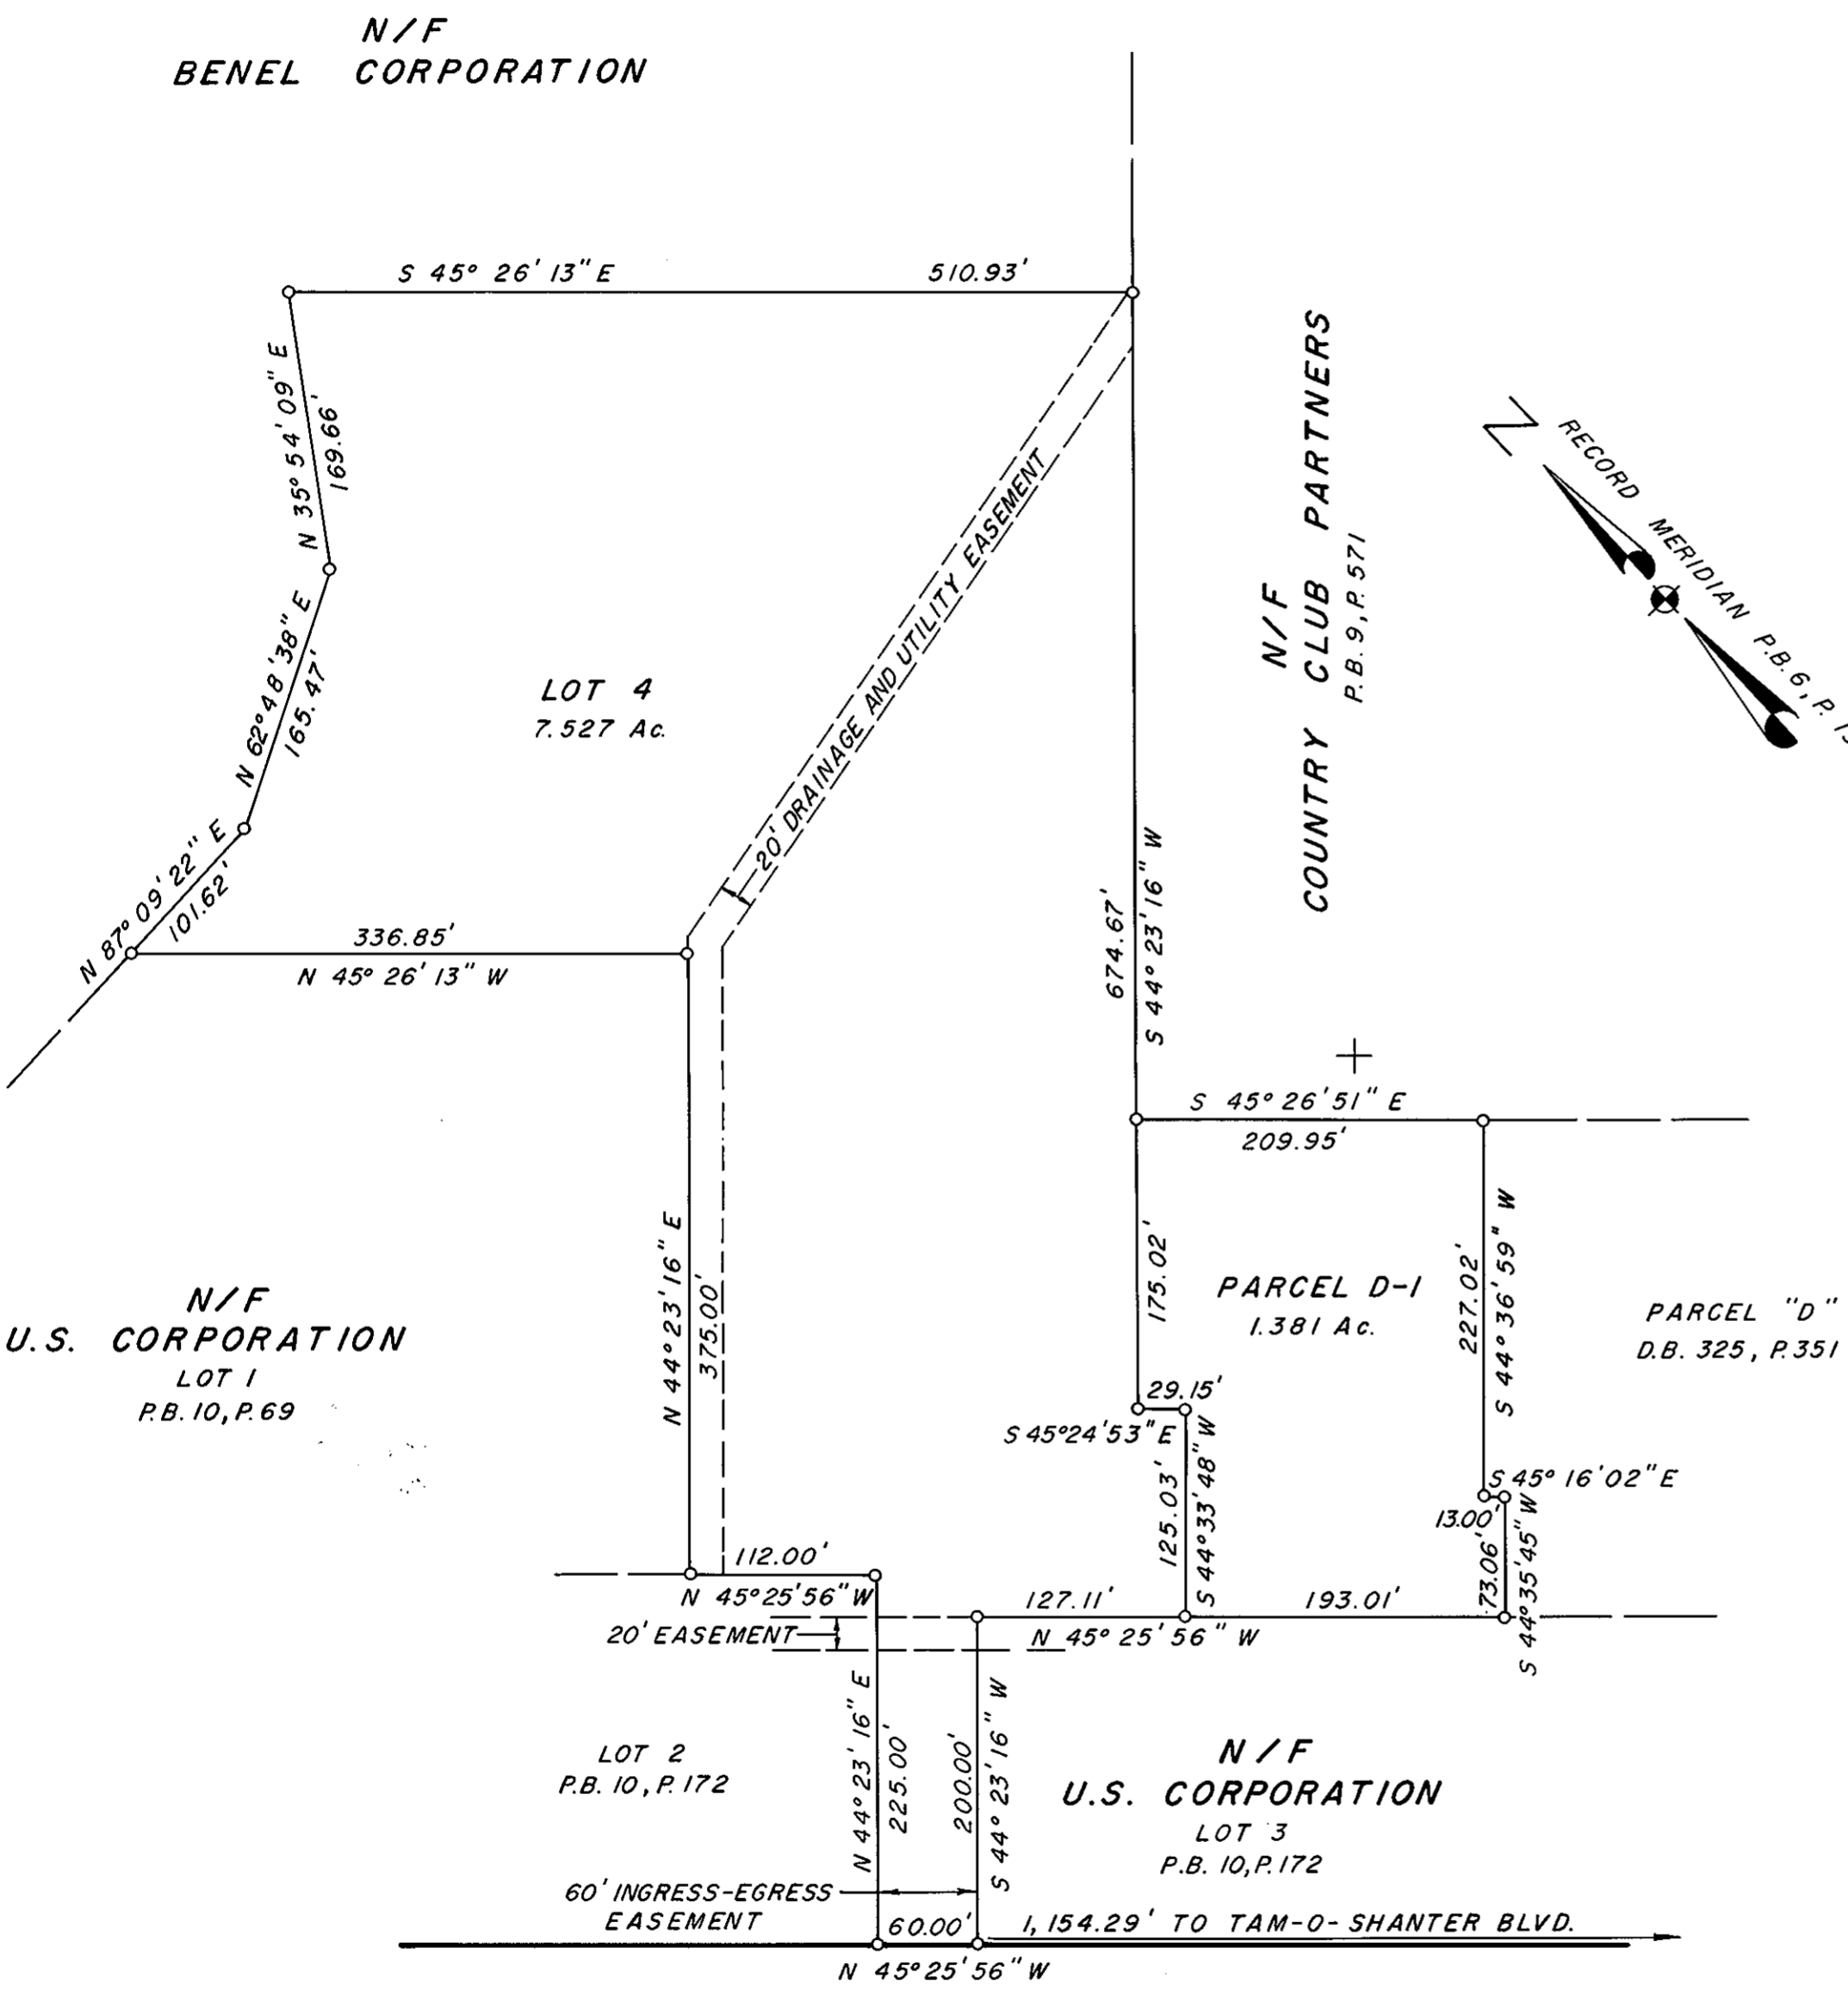 N/F
BENEL CORPORATION
S 45° 26' 13" E
510.93'
N 35° 54' 09" E
169.66'
N 62° 48' 38" E
165.47'
N 87° 09' 22" E
101.62'
LOT 4
7.527 Ac.
20' DRAINAGE AND UTILITY EASEMENT
N/F
COUNTRY CLUB PARTNERS
P.B. 9, P. 571
N
RECORD MERIDIAN P.B. 6, P.
336.85'
N 45° 26' 13" W
674.67'
S 44° 23' 16" W
S 45° 26' 51" E
209.95'
N 44° 23' 16" E
375.00'
175.02'
PARCEL D-1
1.381 Ac.
227.02'
S 44° 36' 59" W
PARCEL "D"
D.B. 325, P. 351
N/F
U.S. CORPORATION
LOT 1
P.B. 10, P. 69
29.15'
S 45° 24' 53" E
125.03'
S 44° 33' 48" W
S 45° 16' 02" E
13.00'
73.06'
S 44° 35' 45" W
112.00'
N 45° 25' 56" W
127.11'
193.01'
N 45° 25' 56" W
20' EASEMENT
N 44° 23' 16" E
225.00'
200.00'
S 44° 23' 16" W
LOT 2
P.B. 10, P. 172
N/F
U.S. CORPORATION
LOT 3
P.B. 10, P. 172
60' INGRESS-EGRESS
EASEMENT
60.00'
1,154.29' TO TAM-O-SHANTER BLVD.
N 45° 25' 56" W